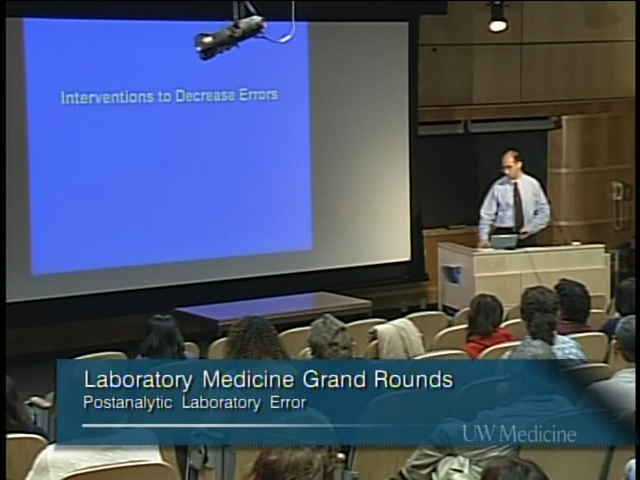 Interventions to Decrease Errors
Laboratory Medicine Grand Rounds
Postanalytic Laboratory Error
UW Medicine